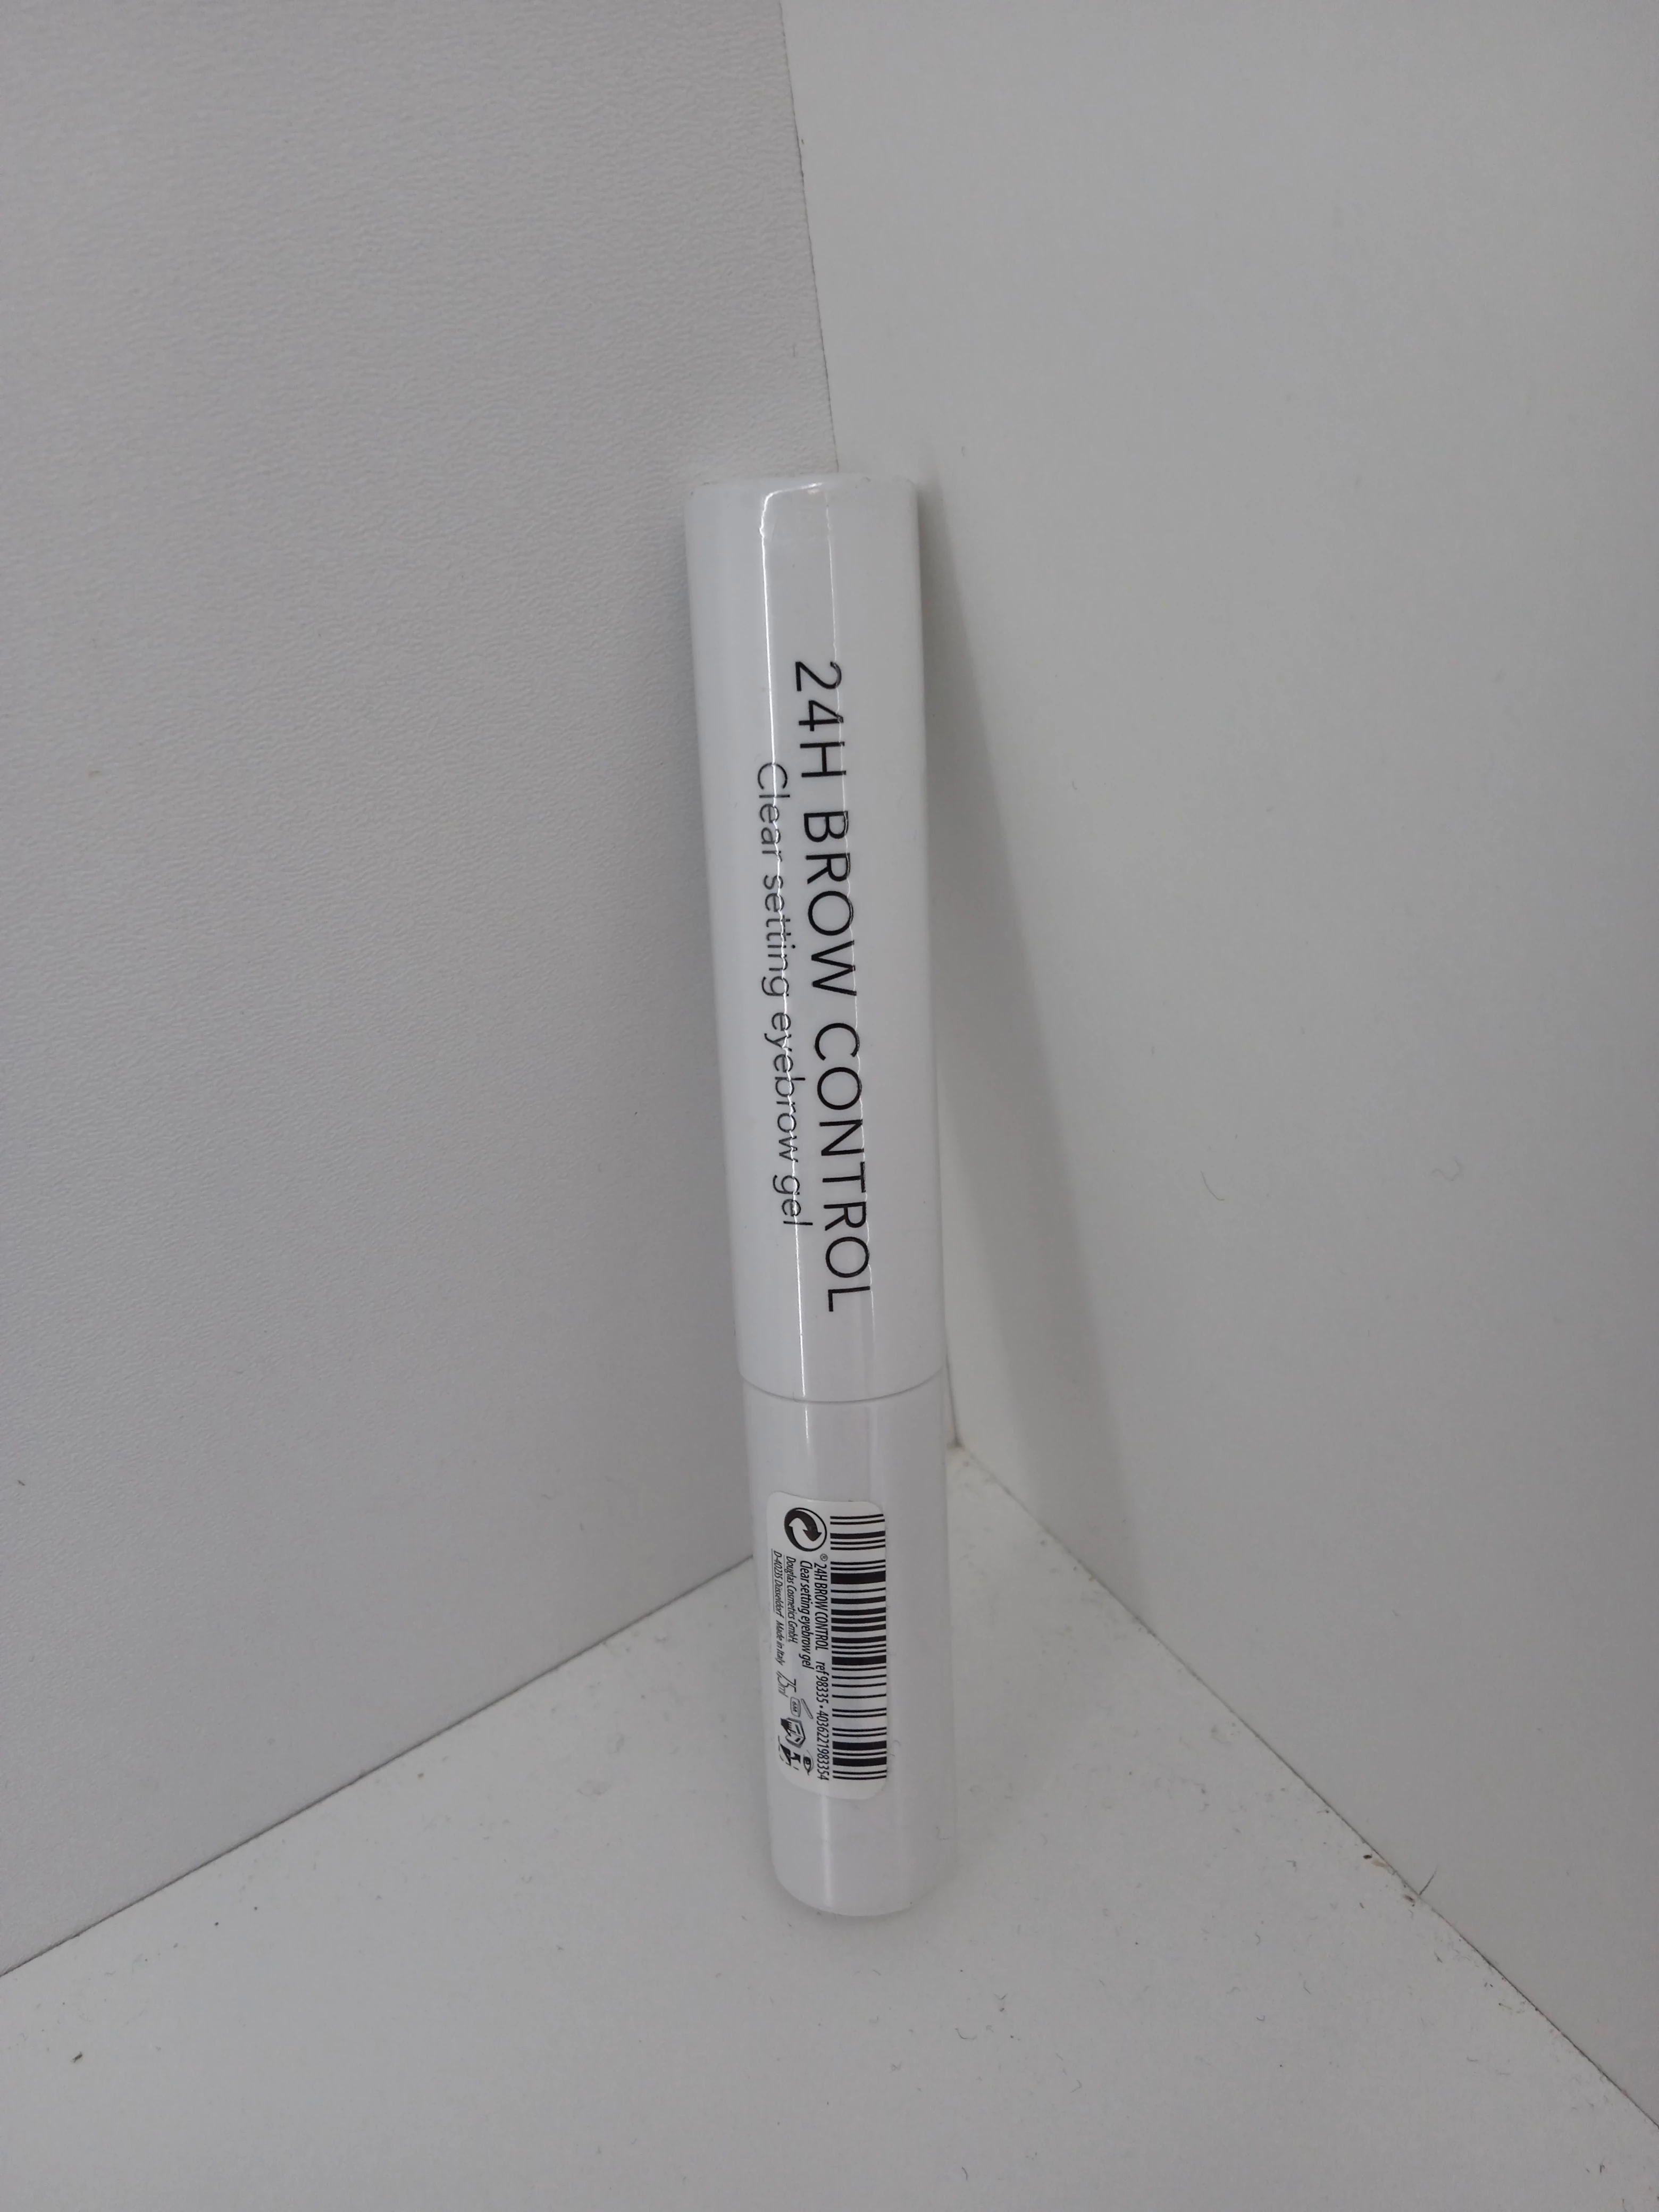 24H BROW CONTROL
Clear setting eyebrow gel
24H BROW CONTROL ref 98335 • 4036221983354
Clear setting eyebrow gel
Douglas Cosmetics GmbH
D-40235 Düsseldorf Made in Italy